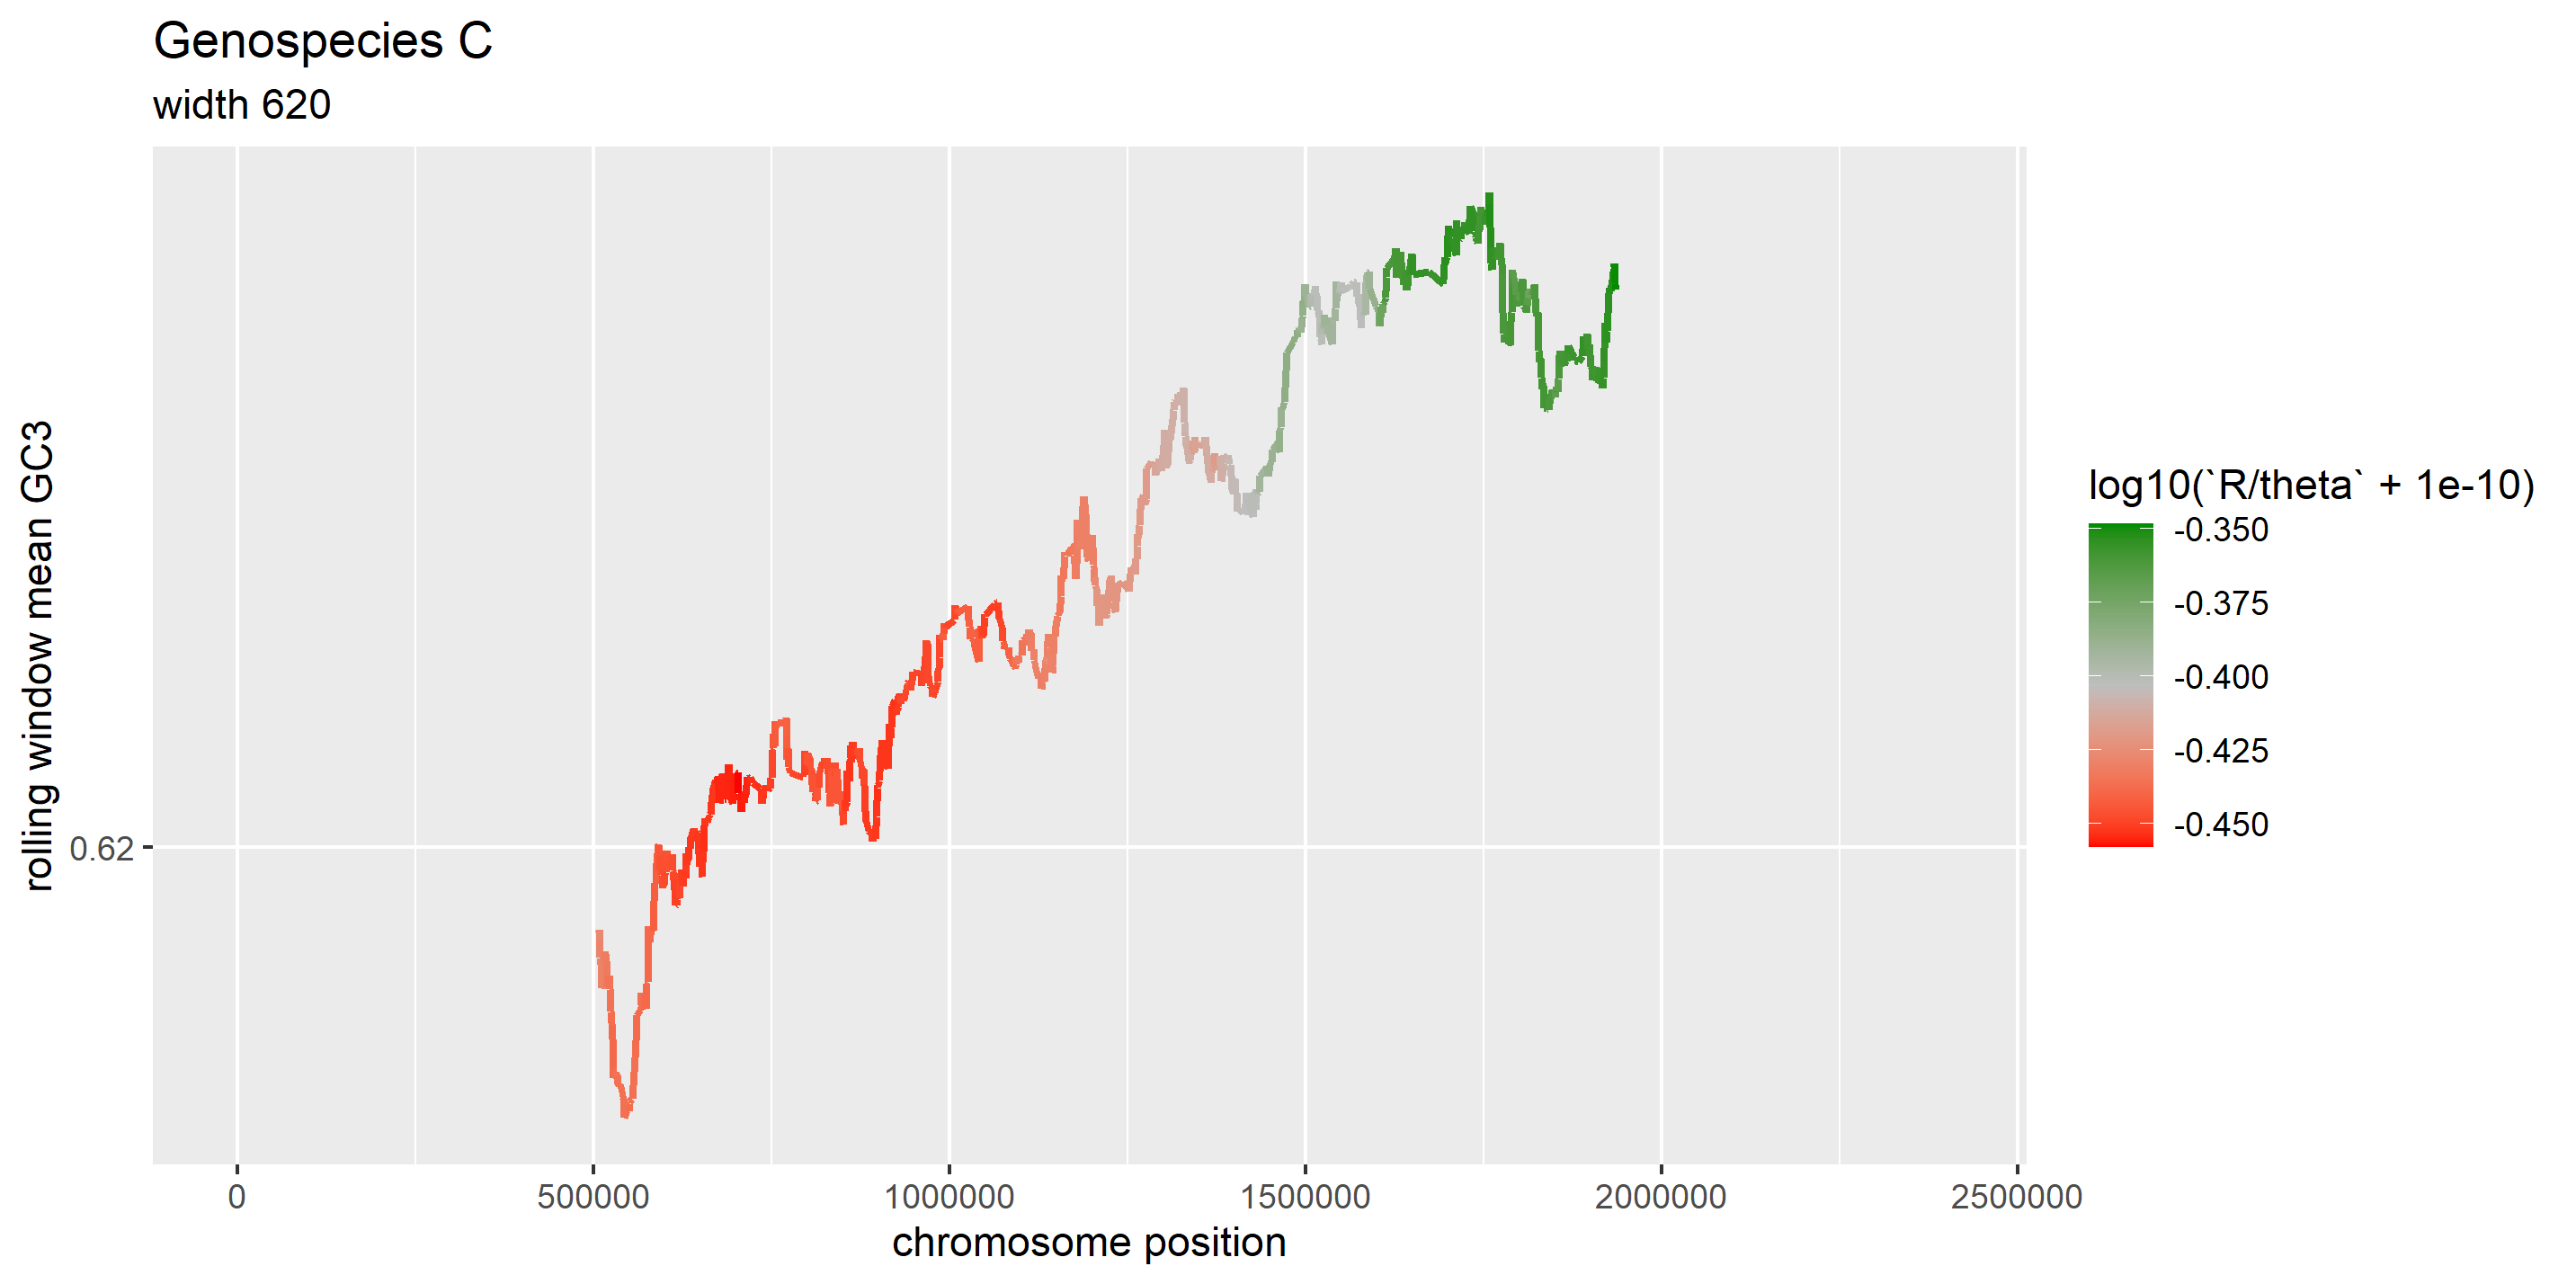 Genospecies C
width 620
rolling window mean GC3
0.62
0
500000
1000000
1500000
2000000
2500000
chromosome position
log10(`R/theta` + 1e-10)
-0.350
-0.375
-0.400
-0.425
-0.450